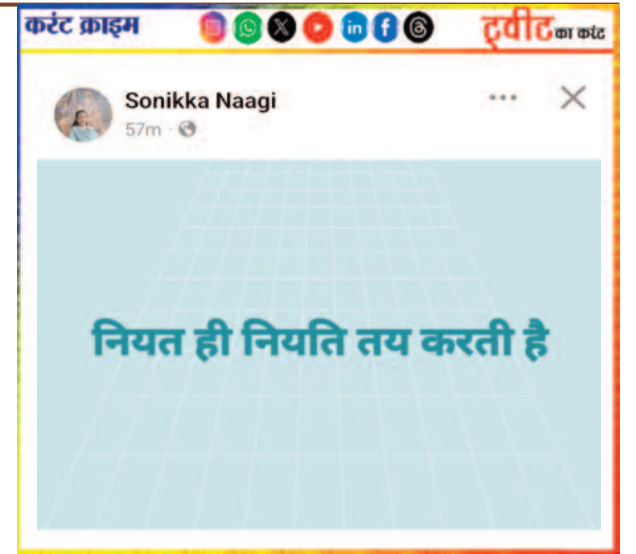 करंट क्राइम
ट्वीट का करंट
Sonikka Naagi
57m
नियत ही नियति तय करती है